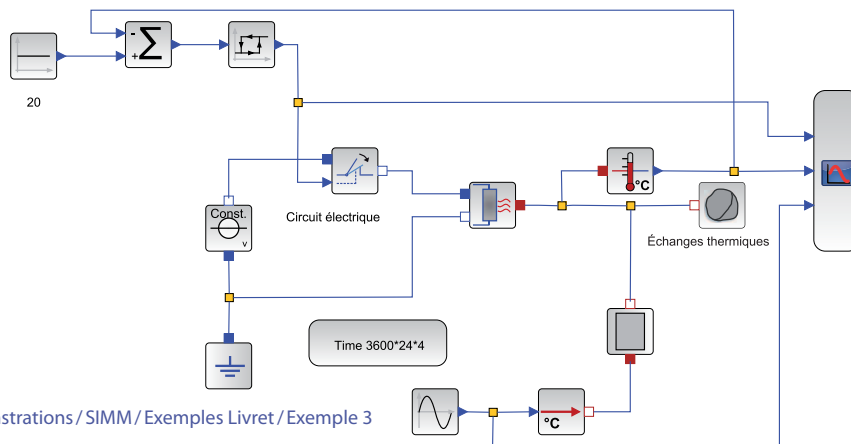 - Σ
+
20
°C
Circuit électrique
Const.
v
Échanges thermiques
Time 3600*24*4
strations / SIMM / Exemples Livret / Exemple 3
°C